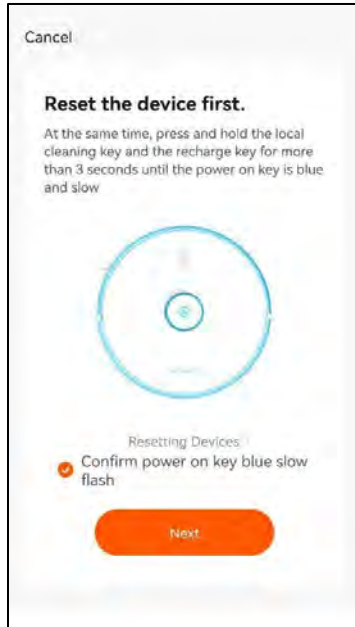 Cancel
Reset the device first.
At the same time, press and hold the local
cleaning key and the recharge key for more
than 3 seconds until the power on key is blue
and slow
Resetting Devices
Confirm power on key blue slow
flash
Next